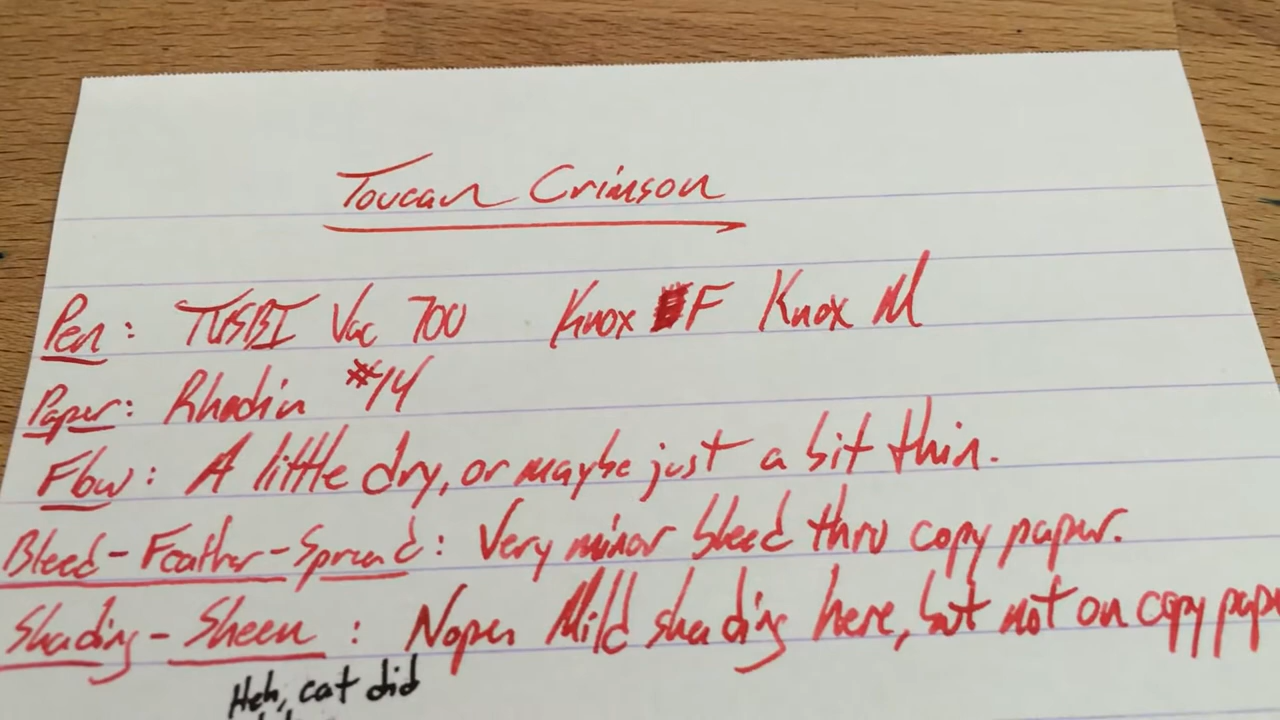 Toucan Crimson
Pen: TWSBI Vac 700 Knox F Knox M
Paper: Rhodia #14
Flow: A little dry, or maybe just a bit thin.
Bleed-Feather-Spread: Very minor bleed thru copy paper.
Shading-Sheen: Mild shading here, but not on copy pape
Heh, cat did